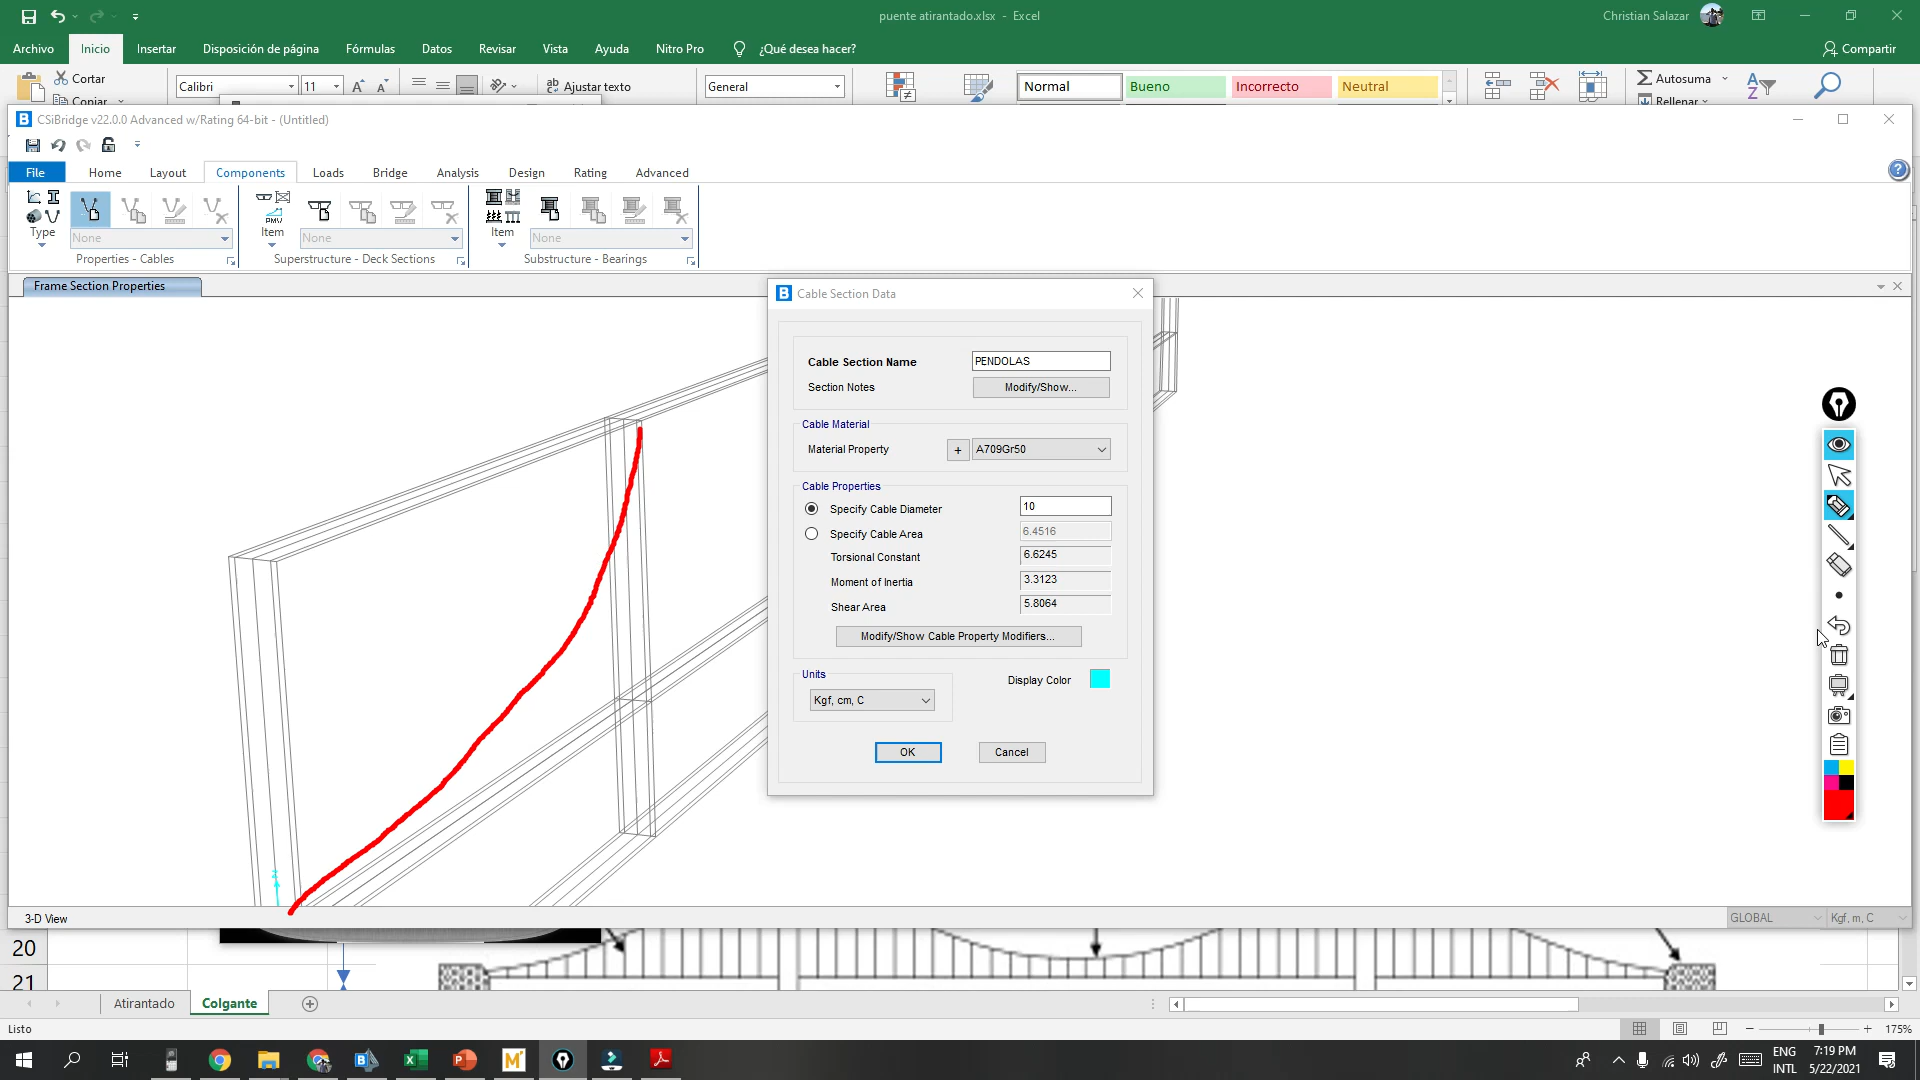 puente atirantado.xlsx - Excel
Christian Salazar
Archivo Inicio Insertar Disposición de página Fórmulas Datos Revisar Vista Ayuda Nitro Pro ¿Qué desea hacer? Compartir
Cortar
Copiar
Calibri 11
Ajustar texto
General
Normal Bueno Incorrecto Neutral
Autosuma
Rellenar
CSiBridge v22.0.0 Advanced w/Rating 64-bit - (Untitled)
File Home Layout Components Loads Bridge Analysis Design Rating Advanced
Type
None
Properties - Cables
PMV
Item
None
Superstructure - Deck Sections
Item
None
Substructure - Bearings
Frame Section Properties
Cable Section Data
Cable Section Name PENDOLAS
Section Notes Modify/Show...
Cable Material
Material Property + A709Gr50
Cable Properties
Specify Cable Diameter 10
Specify Cable Area 6.4516
Torsional Constant 6.6245
Moment of Inertia 3.3123
Shear Area 5.8064
Modify/Show Cable Property Modifiers...
Units
Kgf, cm, C
Display Color
OK Cancel
Z
3-D View
GLOBAL Kgf, m, C
20
21
Atirantado Colgante
Listo
175%
ENG
INTL
7:19 PM
5/22/2021